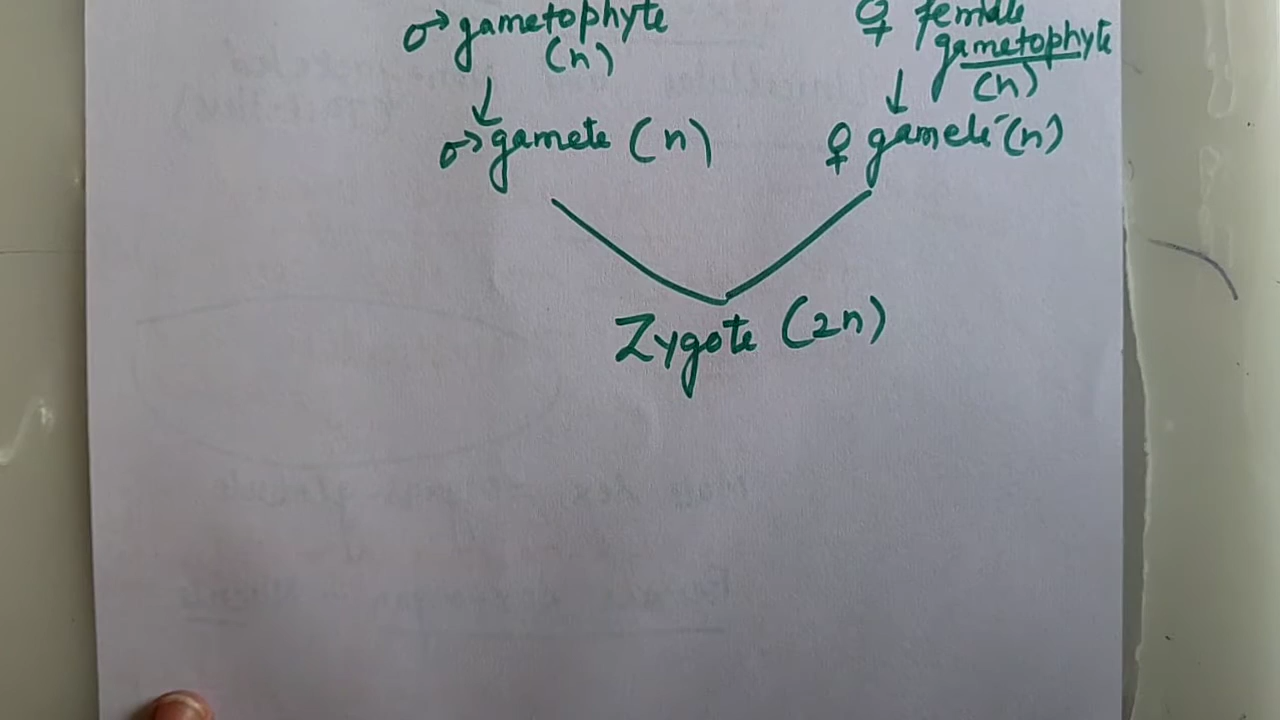 ♂ gametophyte
(n)
♀ female
gametophyte
(n)
↓
↓
♂ gamete (n)
♀ gamete (n)
Zygote (2n)